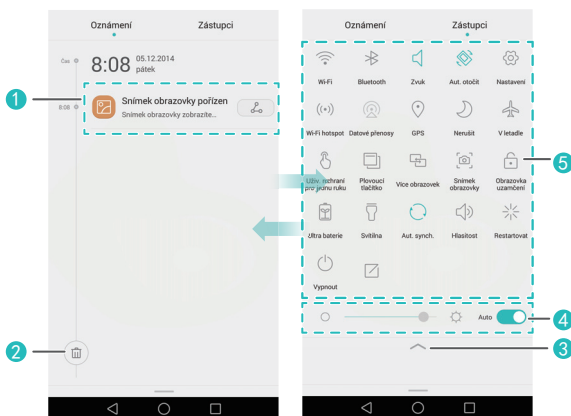 Oznámení
Zástupci
Čas
8:08
05.12.2014
pátek
1
8:08
Snímek obrazovky pořízen
Snímek obrazovky zobrazíte...
2
Oznámení
Zástupci
Wi-Fi
Bluetooth
Zvuk
Aut. otočit
Nastavení
Wi-Fi hotspot
Datové přenosy
GPS
Nerušit
V letadle
Uživ. rozhraní
pro jednu ruku
Plovoucí
tlačítko
Více obrazovek
Snímek
obrazovky
Obrazovka
uzamčení
5
Ultra baterie
Svítilna
Aut. synch.
Hlasitost
Restartovat
Vypnout
Auto
4
3